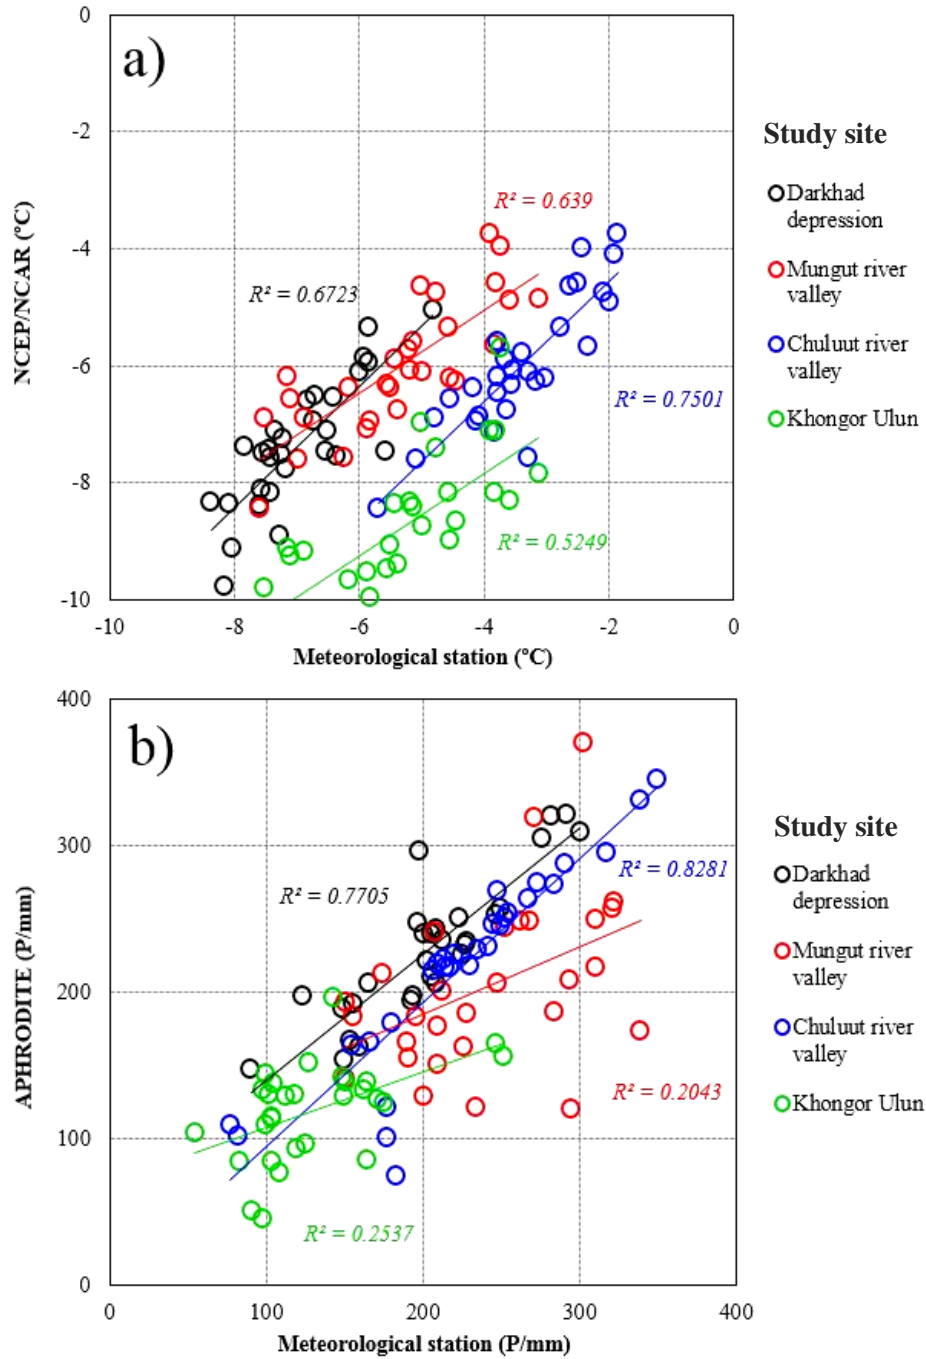 a)
0
-2
-4
-6
-8
-10
NCEP/NCAR (ºC)
R² = 0.639
R² = 0.6723
R² = 0.7501
R² = 0.5249
-10 -8 -6 -4 -2 0
Meteorological station (ºC)
Study site
Darkhad
depression
Mungut river
valley
Chuluut river
valley
Khongor Ulun
b)
400
300
200
100
0
APHRODITE (P/mm)
R² = 0.8281
R² = 0.7705
R² = 0.2043
R² = 0.2537
0 100 200 300 400
Meteorological station (P/mm)
Study site
Darkhad
depression
Mungut river
valley
Chuluut river
valley
Khongor Ulun